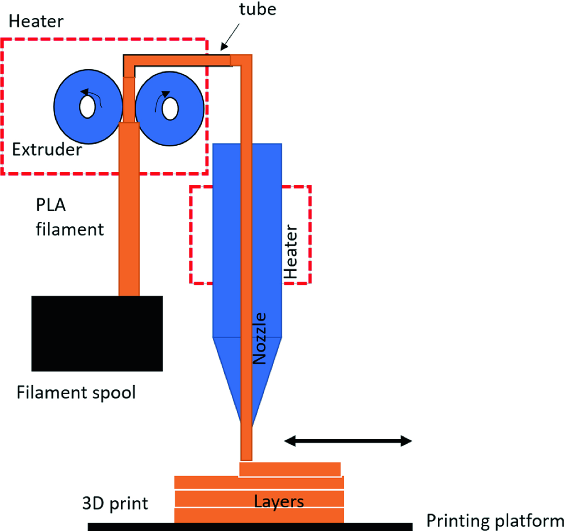 Heater
tube
Extruder
PLA
filament
Heater
Nozzle
Filament spool
3D print
Layers
Printing platform